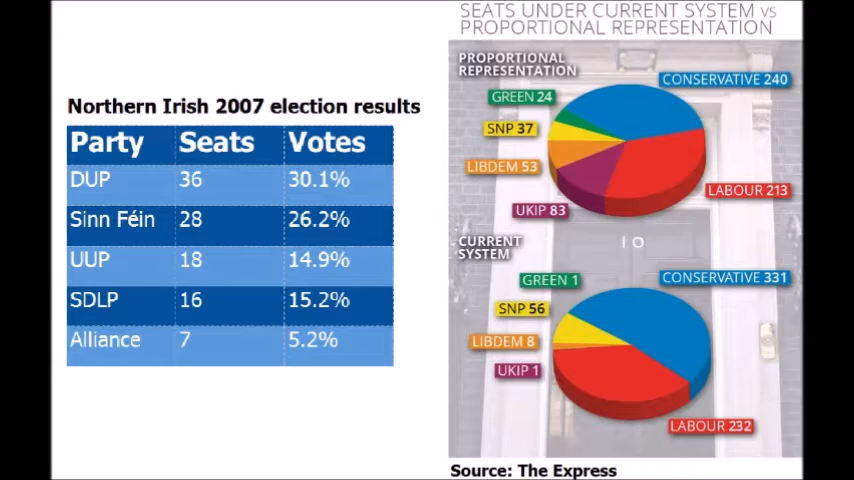 SEATS UNDER CURRENT SYSTEM vs
PROPORTIONAL REPRESENTATION
Northern Irish 2007 election results
Party Seats Votes
DUP 36 30.1%
Sinn Féin 28 26.2%
UUP 18 14.9%
SDLP 16 15.2%
Alliance 7 5.2%
PROPORTIONAL
REPRESENTATION
CONSERVATIVE 240
GREEN 24
SNP 37
LIBDEM 53
LABOUR 213
UKIP 83
10
CURRENT
SYSTEM
CONSERVATIVE 331
GREEN 1
SNP 56
LIBDEM 8
UKIP 1
LABOUR 232
Source: The Express